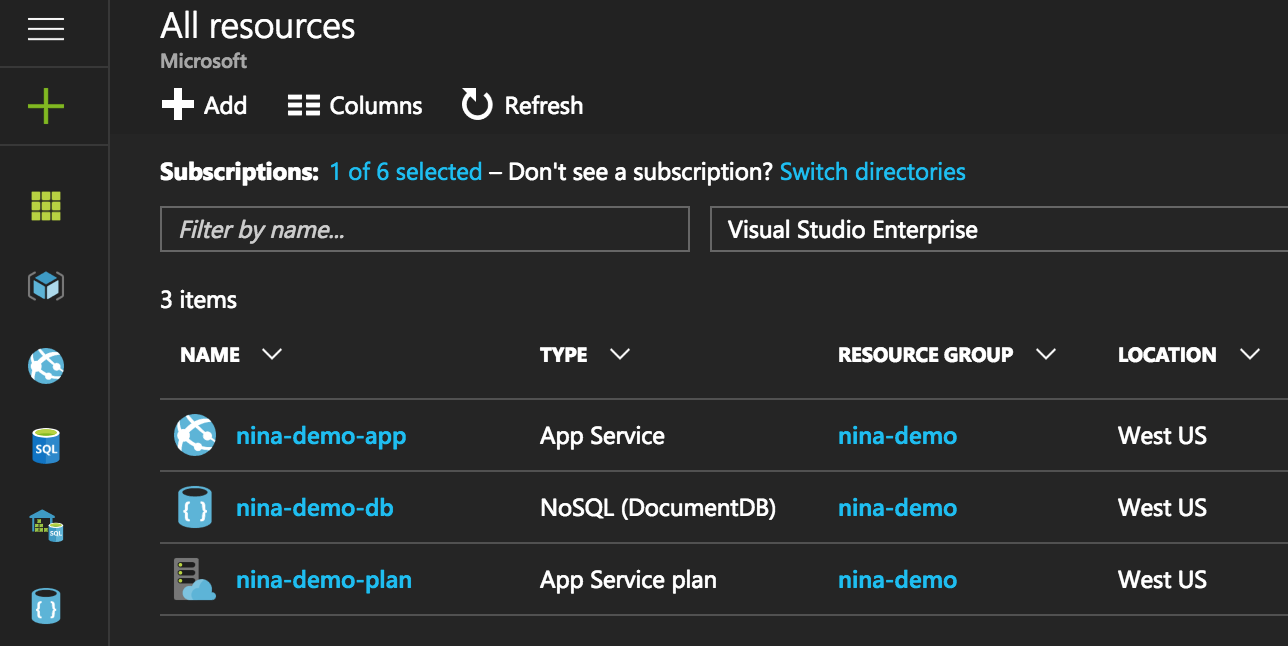 All resources
Microsoft
Add Columns Refresh
Subscriptions: 1 of 6 selected – Don't see a subscription? Switch directories
Filter by name... Visual Studio Enterprise
3 items
NAME TYPE RESOURCE GROUP LOCATION
nina-demo-app App Service nina-demo West US
SQL
nina-demo-db NoSQL (DocumentDB) nina-demo West US
SQL
nina-demo-plan App Service plan nina-demo West US